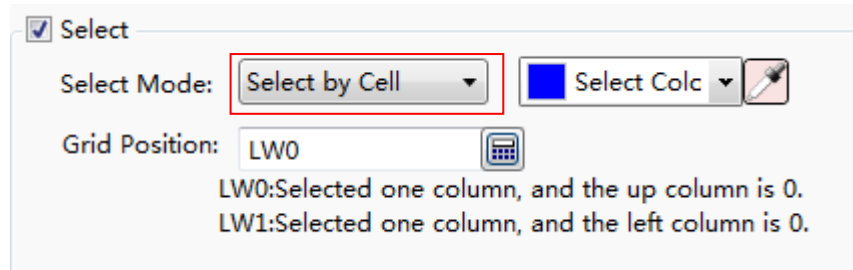 Select
Select Mode: Select by Cell Select Colc
Grid Position: LW0
LW0:Selected one column, and the up column is 0.
LW1:Selected one column, and the left column is 0.